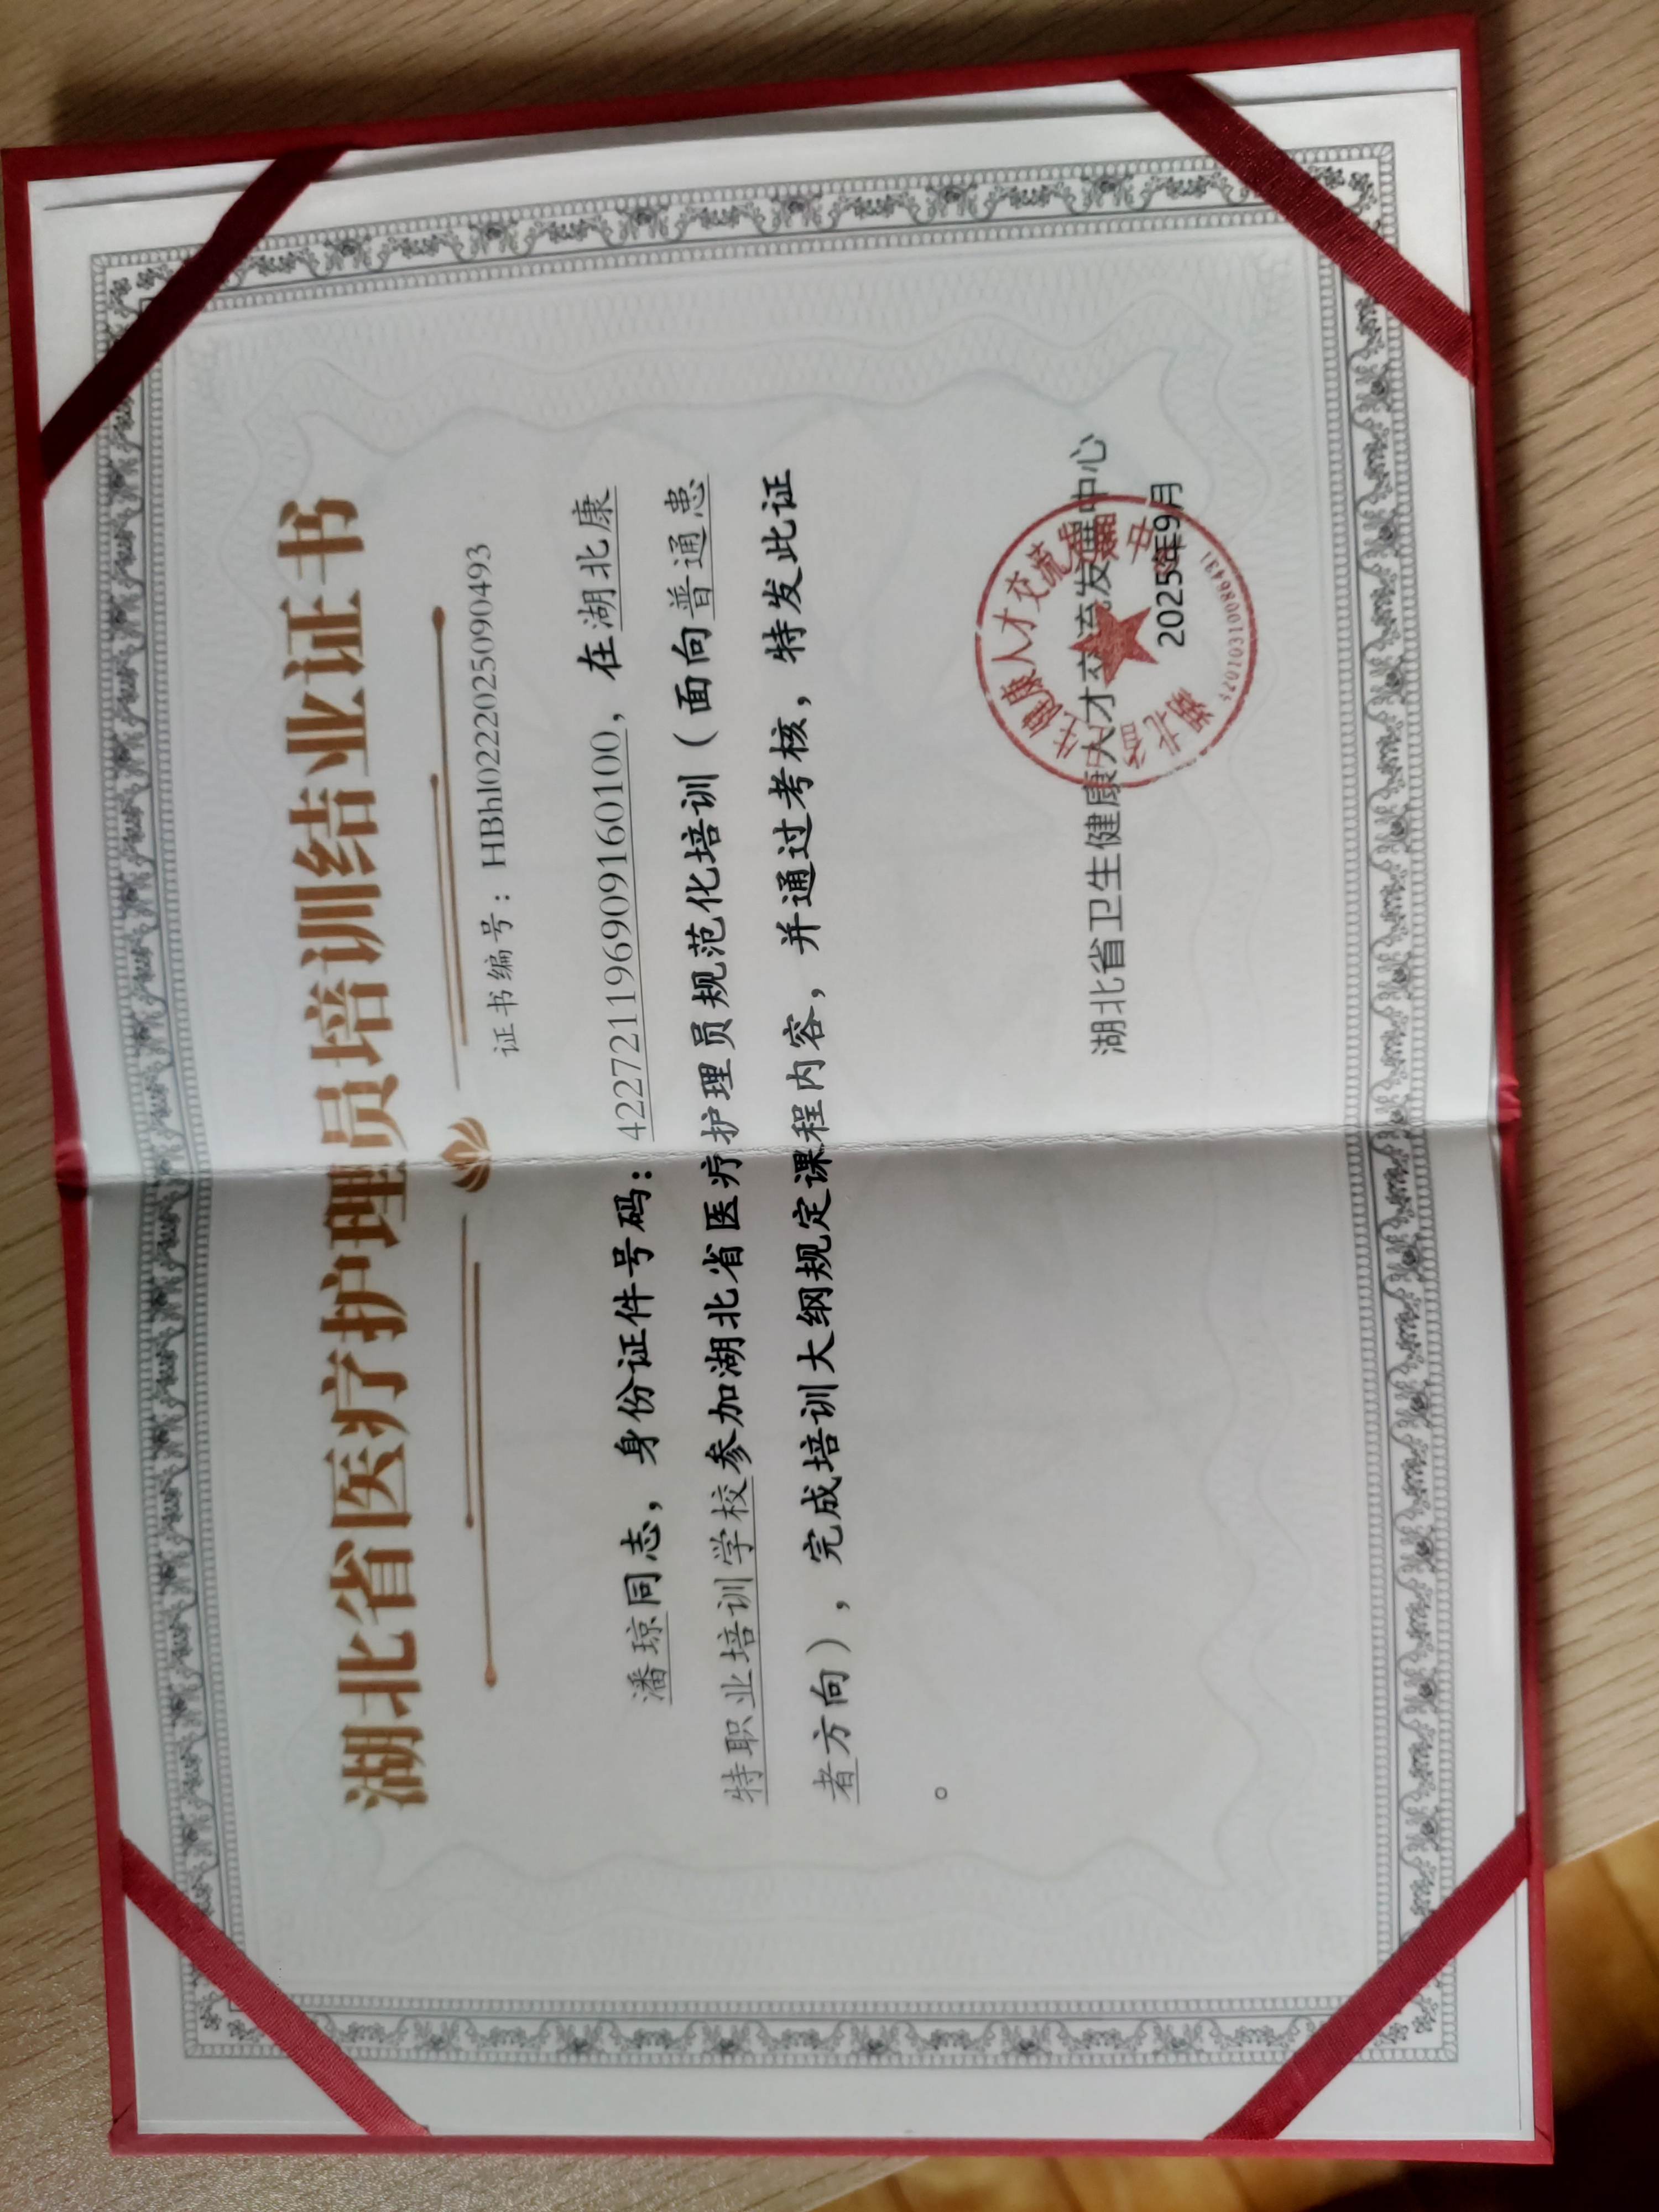 湖北省医疗护理员培训结业证书
证书编号：HBhl02220250904​93
潘琼同志，身份证件号码：422721196909160100，在湖北康
特职业培训学校参加湖北省医疗护理员规范化培训（面向普通患
者方向），完成培训大纲规定课程内容，并通过考核，特发此证
。
湖北省卫生健康人才交流发展中心
2025年9月